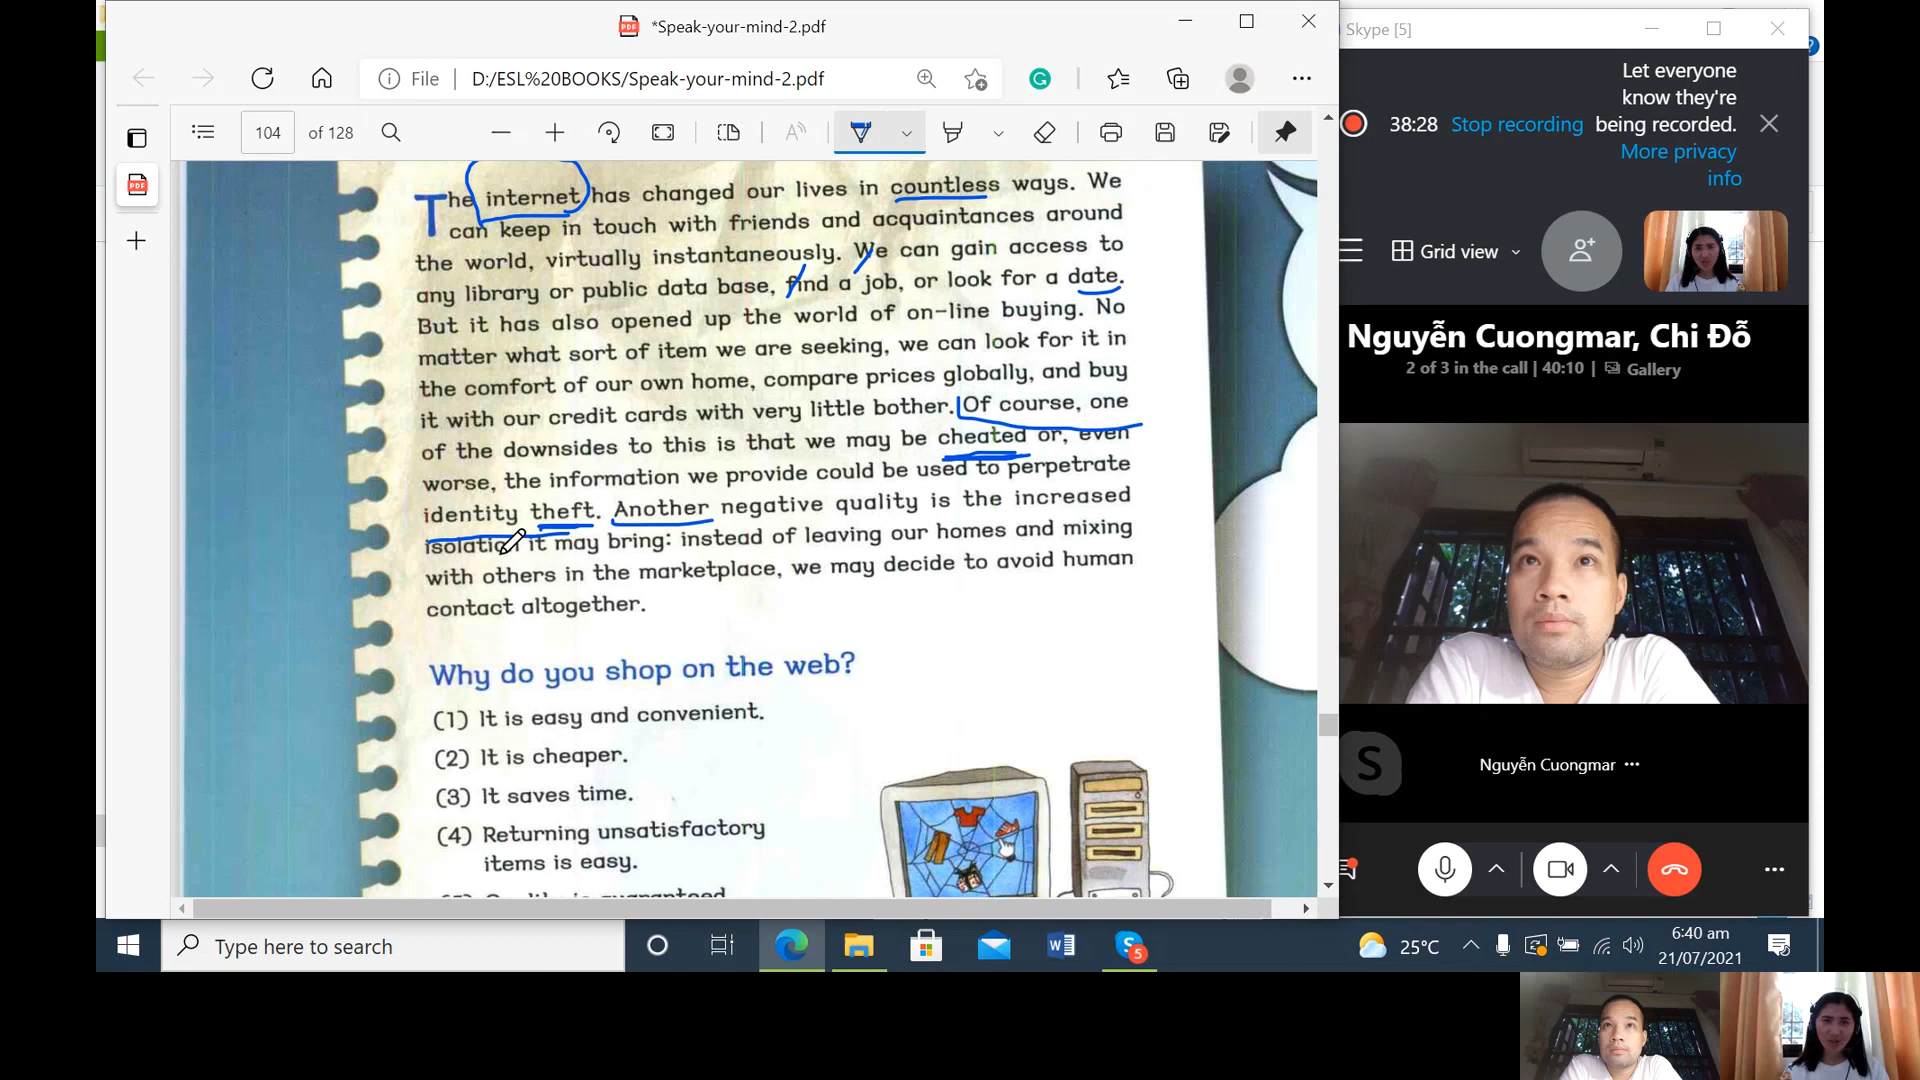 *Speak-your-mind-2.pdf
File
D:/ESL%20BOOKS/Speak-your-mind-2.pdf
104 of 128
The internet has changed our lives in countless ways. We
can keep in touch with friends and acquaintances around
the world, virtually instantaneously. We can gain access to
any library or public data base, find a job, or look for a date.
But it has also opened up the world of on-line buying. No
matter what sort of item we are seeking, we can look for it in
the comfort of our own home, compare prices globally, and buy
it with our credit cards with very little bother. Of course, one
of the downsides to this is that we may be cheated or, even
worse, the information we provide could be used to perpetrate
identity theft. Another negative quality is the increased
isolation it may bring: instead of leaving our homes and mixing
with others in the marketplace, we may decide to avoid human
contact altogether.
Why do you shop on the web?
(1) It is easy and convenient.
(2) It is cheaper.
(3) It saves time.
(4) Returning unsatisfactory
items is easy.
Skype [5]
38:28 Stop recording
Let everyone
know they're
being recorded.
More privacy
info
Grid view
Nguyễn Cuongmar, Chi Đỗ
2 of 3 in the call | 40:10 | Gallery
S
Nguyễn Cuongmar
Type here to search
25°C
6:40 am
21/07/2021